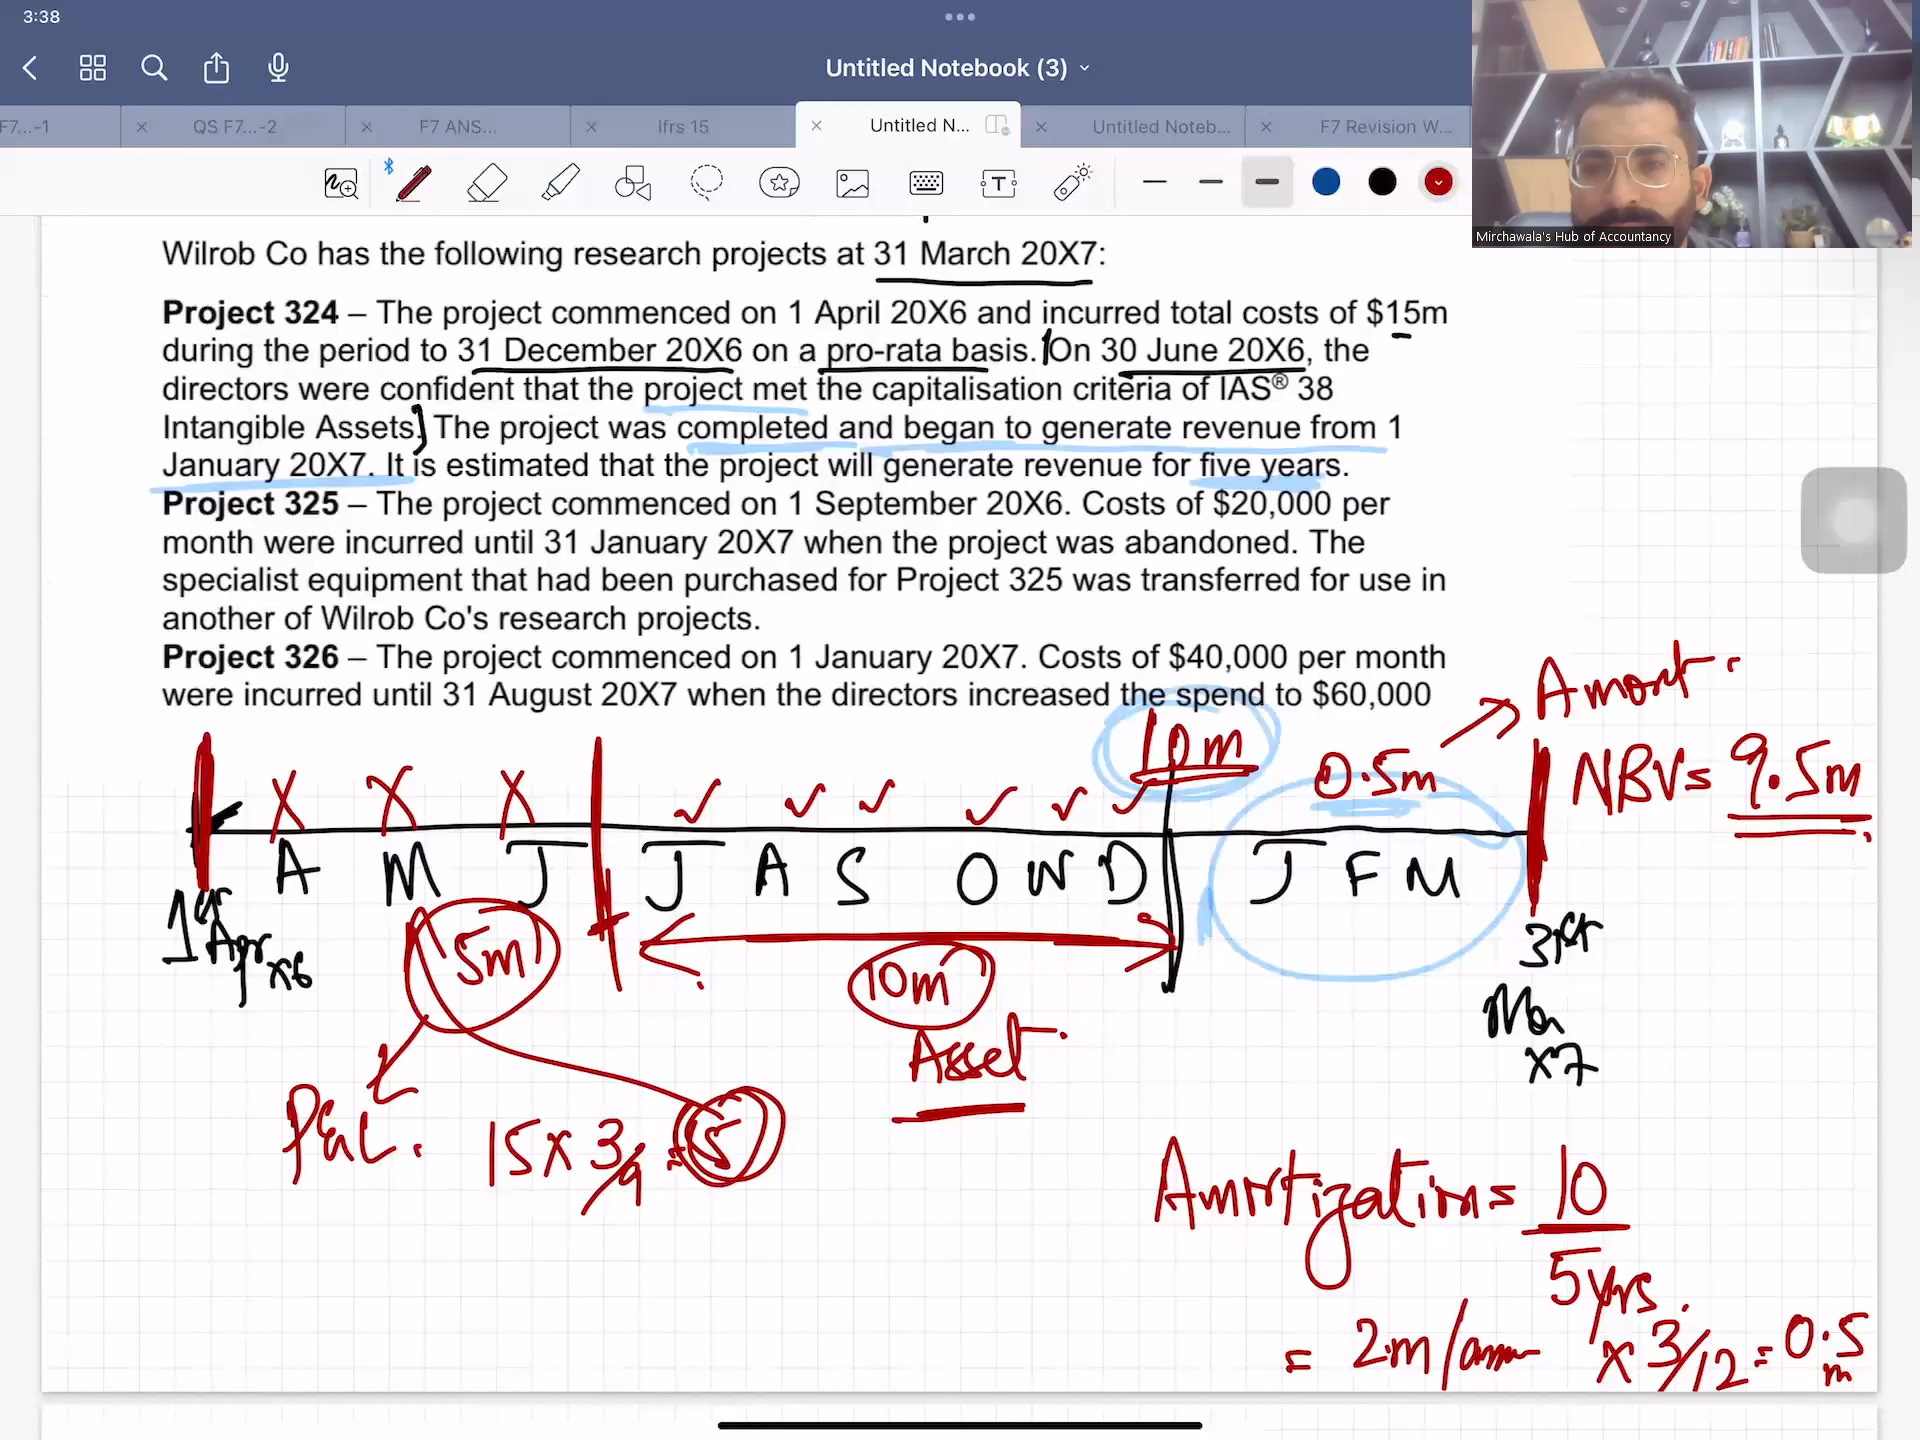 3:38
Untitled Notebook (3)
F7...-1
QS F7...-2
F7 ANS...
Ifrs 15
Untitled N...
Untitled Noteb...
F7 Revision W...
T
Mirchawala's Hub of Accountancy
Wilrob Co has the following research projects at 31 March 20X7:
Project 324 – The project commenced on 1 April 20X6 and incurred total costs of $15m
during the period to 31 December 20X6 on a pro-rata basis. On 30 June 20X6, the
directors were confident that the project met the capitalisation criteria of IAS® 38
Intangible Assets. The project was completed and began to generate revenue from 1
January 20X7. It is estimated that the project will generate revenue for five years.
Project 325 – The project commenced on 1 September 20X6. Costs of $20,000 per
month were incurred until 31 January 20X7 when the project was abandoned. The
specialist equipment that had been purchased for Project 325 was transferred for use in
another of Wilrob Co's research projects.
Project 326 – The project commenced on 1 January 20X7. Costs of $40,000 per month
were incurred until 31 August 20X7 when the directors increased the spend to $60,000
10m
0.5m
Amort.
NBV= 9.5m
A M J J A S O N D J F M
1st
Apr
x6
5m
10m
Asset
31st
Mar
x7
P&L.
15 x 3/9 = 5
Amortization = 10
5yrs.
= 2m/ x 3/12 = 0.5
m